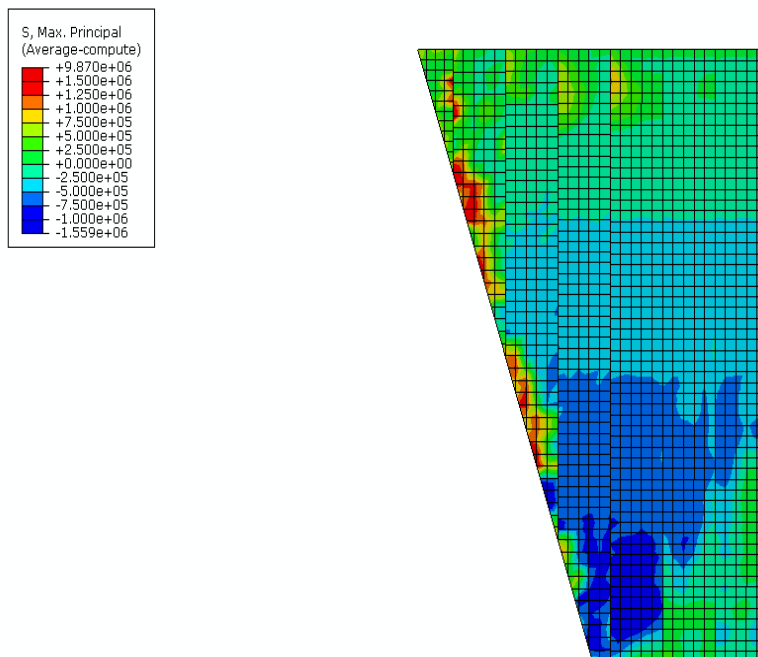 S, Max. Principal
(Average-compute)
+9.870e+06
+1.500e+06
+1.250e+06
+1.000e+06
+7.500e+05
+5.000e+05
+2.500e+05
+0.000e+00
-2.500e+05
-5.000e+05
-7.500e+05
-1.000e+06
-1.559e+06